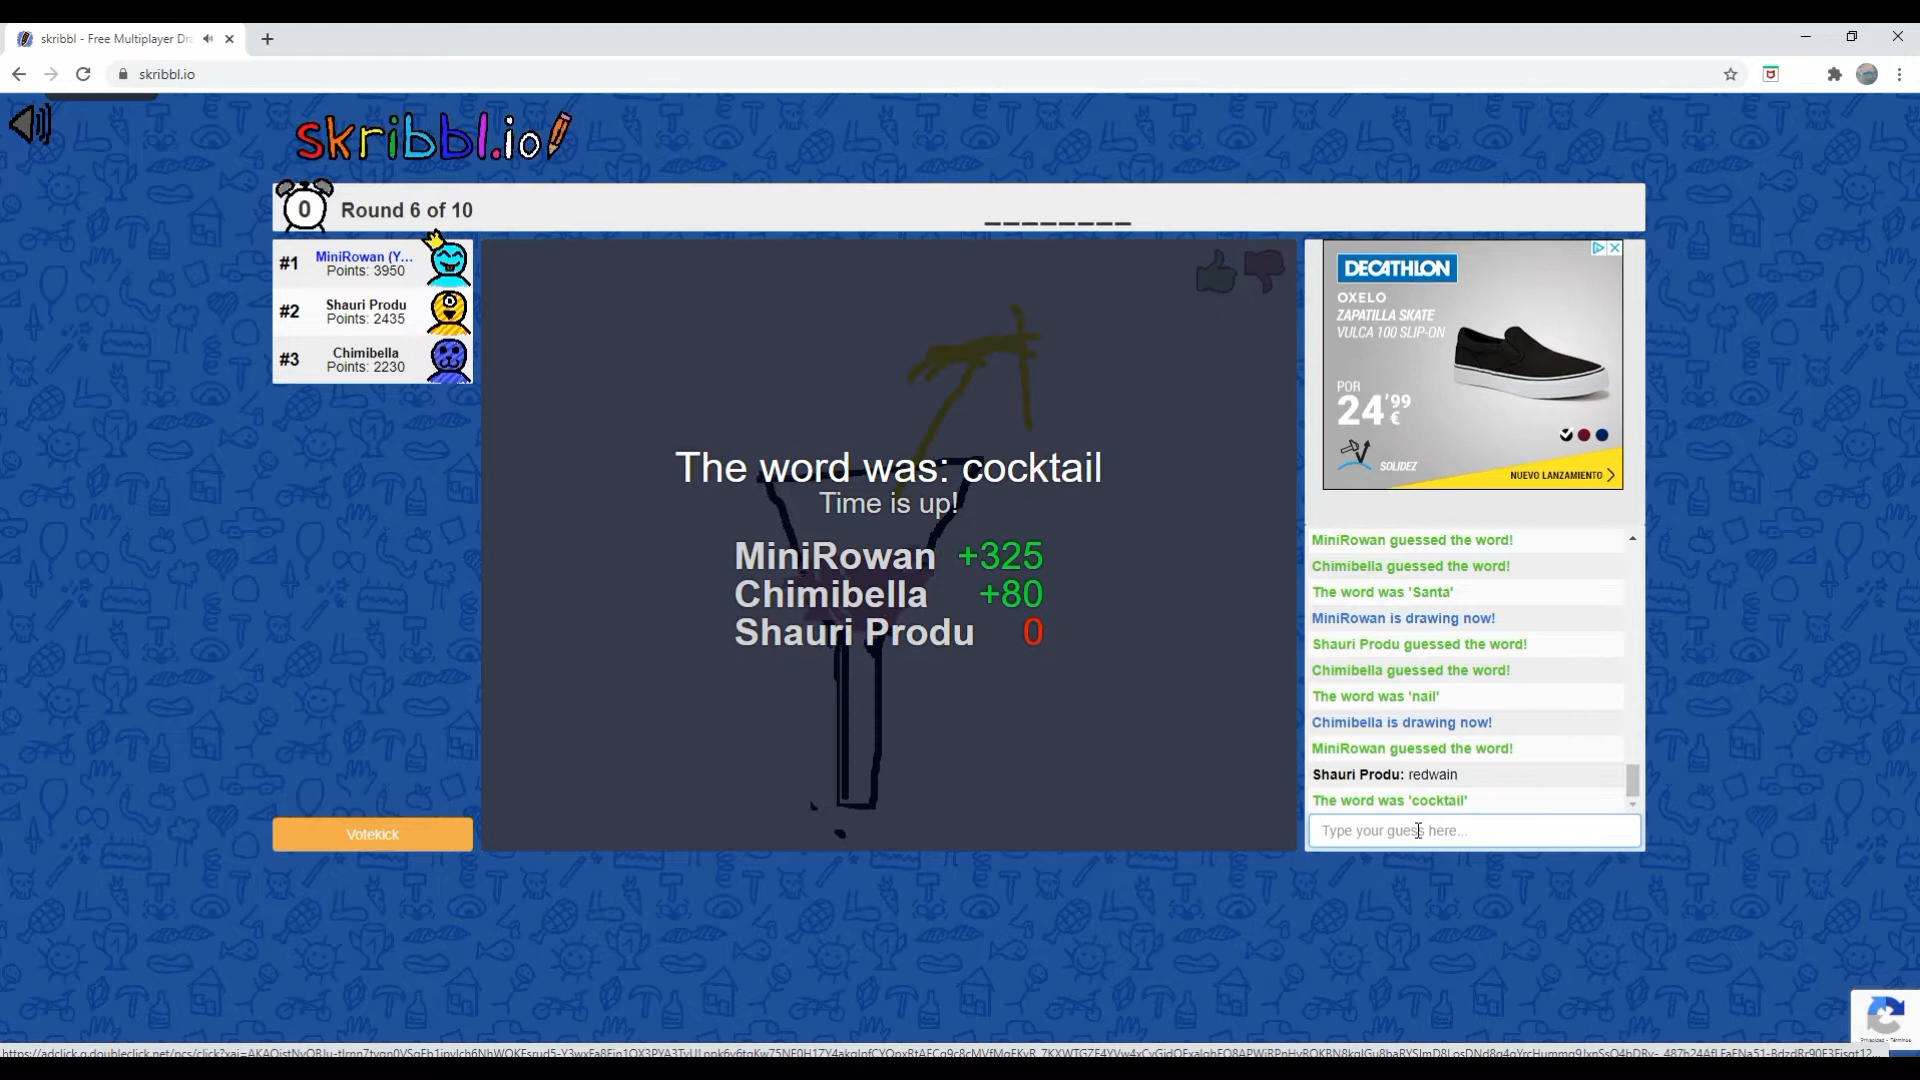 skribbl - Free Multiplayer Dr
skribbl.io
skribbl.io
0
Round 6 of 10
________
#1
MiniRowan (Y...
Points: 3950
#2
Shauri Produ
Points: 2435
#3
Chimibella
Points: 2230
Votekick
The word was: cocktail
Time is up!
MiniRowan +325
Chimibella +80
Shauri Produ 0
DECATHLON
OXELO
ZAPATILLA SKATE
VULCA 100 SLIP-ON
POR
24'99
€
SOLIDEZ
NUEVO LANZAMIENTO
MiniRowan guessed the word!
Chimibella guessed the word!
The word was 'Santa'
MiniRowan is drawing now!
Shauri Produ guessed the word!
Chimibella guessed the word!
The word was 'nail'
Chimibella is drawing now!
MiniRowan guessed the word!
Shauri Produ: redwain
The word was 'cocktail'
Type your guess here...